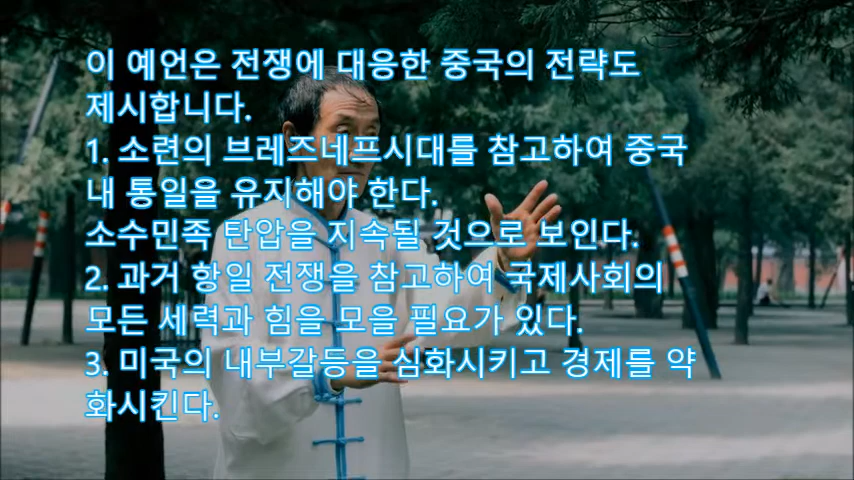 이 예언은 전쟁에 대응한 중국의 전략도
제시합니다.
1. 소련의 브레즈네프시대를 참고하여 중국
내 통일을 유지해야 한다.
소수민족 탄압을 지속될 것으로 보인다.
2. 과거 항일 전쟁을 참고하여 국제사회의
모든 세력과 힘을 모을 필요가 있다.
3. 미국의 내부갈등을 심화시키고 경제를 약
화시킨다.